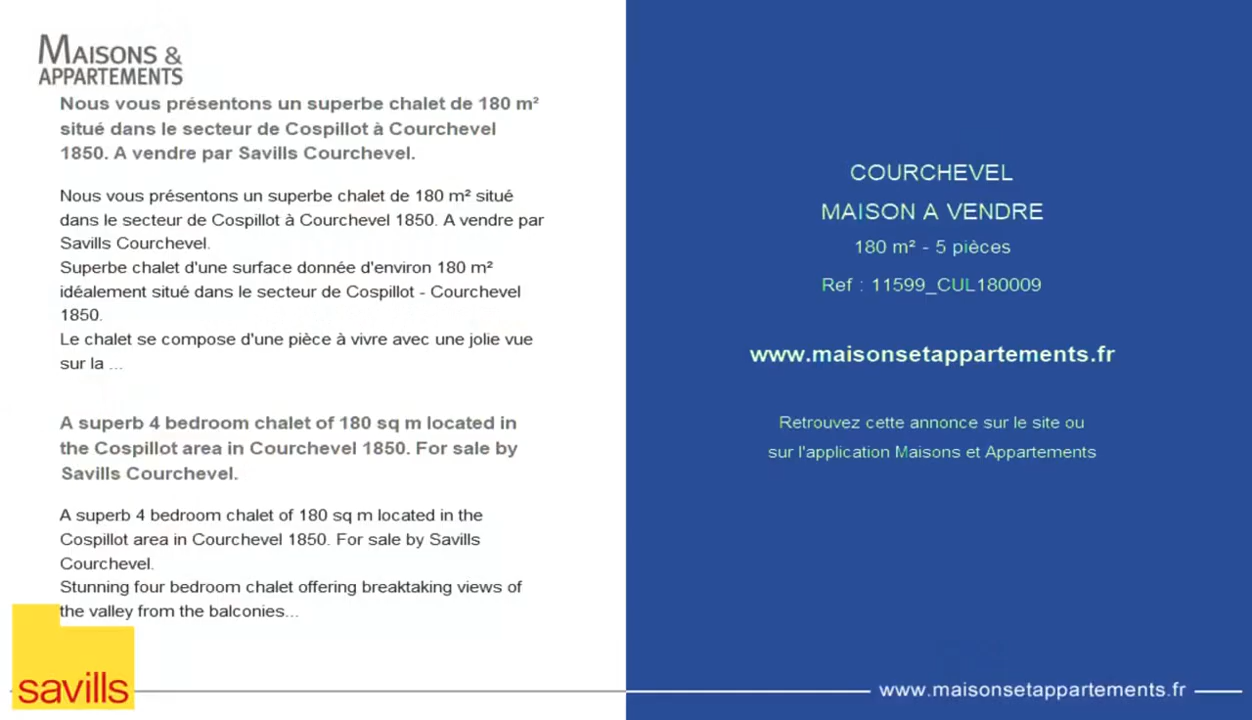 MAISONS &
APPARTEMENTS
Nous vous présentons un superbe chalet de 180 m²
situé dans le secteur de Cospillot à Courchevel
1850. A vendre par Savills Courchevel.
Nous vous présentons un superbe chalet de 180 m² situé
dans le secteur de Cospillot à Courchevel 1850. A vendre par
Savills Courchevel.
Superbe chalet d'une surface donnée d'environ 180 m²
idéalement situé dans le secteur de Cospillot - Courchevel
1850.
Le chalet se compose d'une pièce à vivre avec une jolie vue
sur la ...
A superb 4 bedroom chalet of 180 sq m located in
the Cospillot area in Courchevel 1850. For sale by
Savills Courchevel.
A superb 4 bedroom chalet of 180 sq m located in the
Cospillot area in Courchevel 1850. For sale by Savills
Courchevel.
Stunning four bedroom chalet offering breaktaking views of
the valley from the balconies...
savills
COURCHEVEL
MAISON A VENDRE
180 m² - 5 pièces
Ref : 11599_CUL180009
www.maisonsetappartements.fr
Retrouvez cette annonce sur le site ou
sur l'application Maisons et Appartements
www.maisonsetappartements.fr